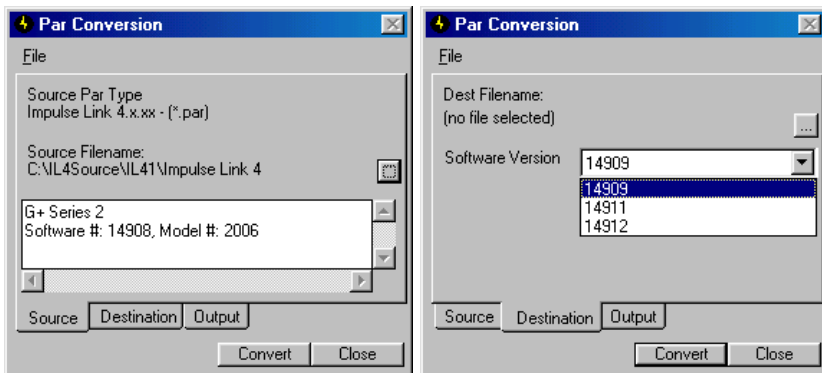 Par Conversion
File
Source Par Type
Impulse Link 4.x.xx - (*.par)
Source Filename:
C:\IL4Source\IL41\Impulse Link 4
G+ Series 2
Software #: 14908, Model #: 2006
Source
Destination
Output
Convert
Close
Par Conversion
File
Dest Filename:
(no file selected)
...
Software Version
14909
14909
14911
14912
Source
Destination
Output
Convert
Close